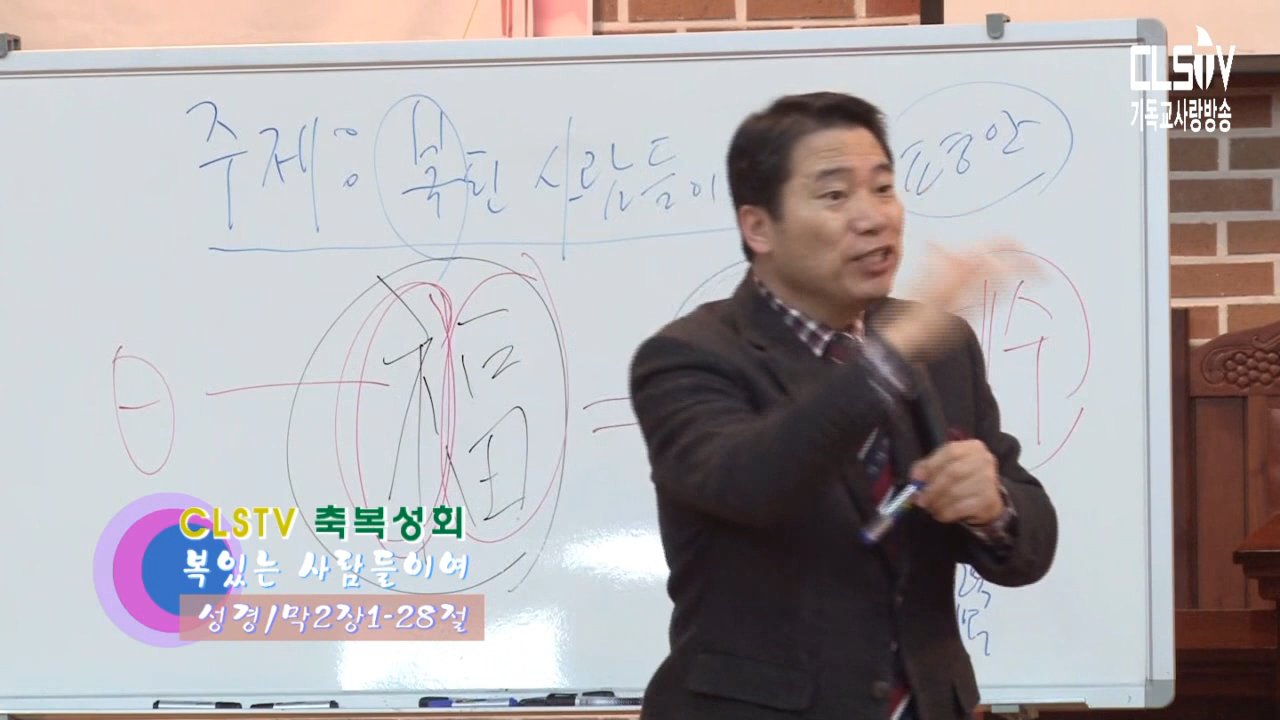 CLSTV
기독교사랑방송
주제: 복된 사람들이 평안
θ 福 = 수
CLSTV 축복성회
복있는 사람들이여
성경/막2장1-28절